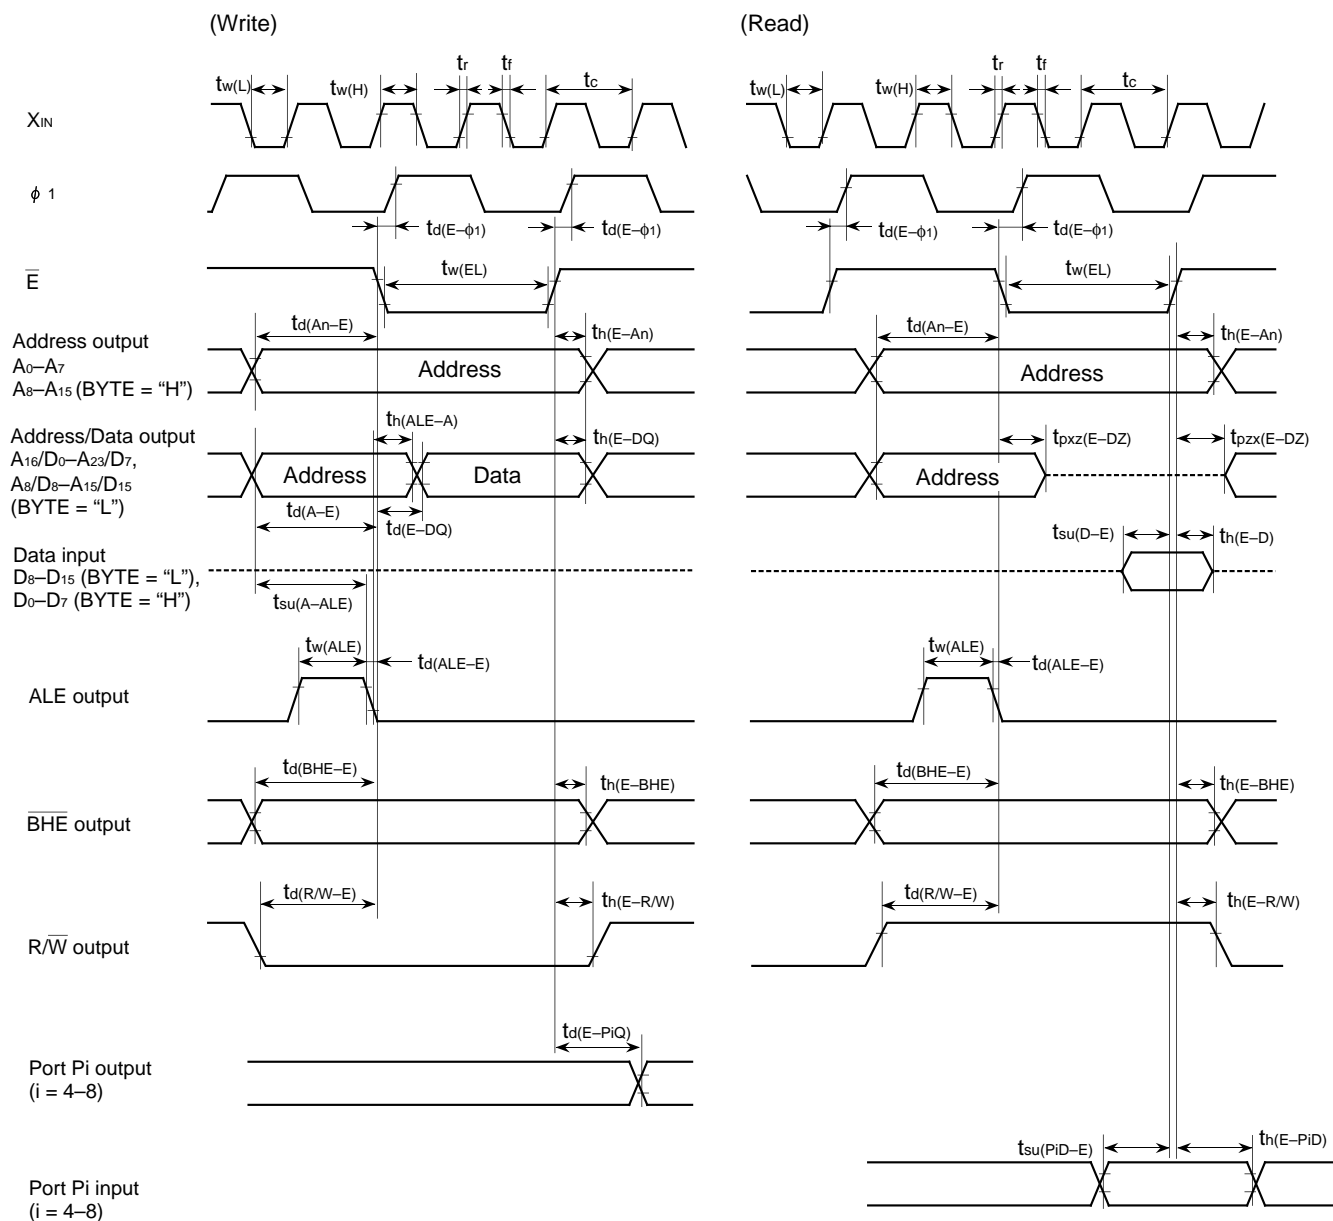 (Write) (Read)
tw(L) tw(H) tr tf tc tw(L) tw(H) tr tf tc
XIN
ϕ 1
td(E–ϕ1) td(E–ϕ1) td(E–ϕ1) td(E–ϕ1)
E̅ tw(EL) tw(EL)
td(An–E) th(E–An) td(An–E) th(E–An)
Address output
A0–A7 Address Address
A8–A15 (BYTE = “H”)
th(ALE–A) th(E–DQ) tpxz(E–DZ) tpzx(E–DZ)
Address/Data output
A16/D0–A23/D7, Address Data Address
A8/D8–A15/D15
(BYTE = “L”)
td(A–E) td(E–DQ)
tsu(D–E) th(E–D)
Data input
D8–D15 (BYTE = “L”),
D0–D7 (BYTE = “H”)
tsu(A–ALE)
tw(ALE) td(ALE–E) tw(ALE) td(ALE–E)
ALE output
td(BHE–E) th(E–BHE) td(BHE–E) th(E–BHE)
B̅H̅E̅ output
td(R/W–E) th(E–R/W) td(R/W–E) th(E–R/W)
R/W̅ output
td(E–PiQ)
Port Pi output
(i = 4–8)
tsu(PiD–E) th(E–PiD)
Port Pi input
(i = 4–8)